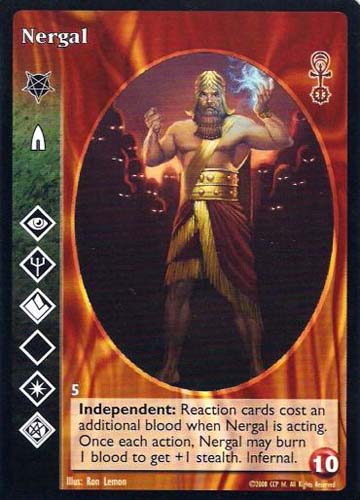 Nergal
5
Independent: Reaction cards cost an
additional blood when Nergal is acting.
Once each action, Nergal may burn
1 blood to get +1 stealth. Infernal.
10
Illus: Ron Lemon
©2008 CCP hf. All Rights Reserved